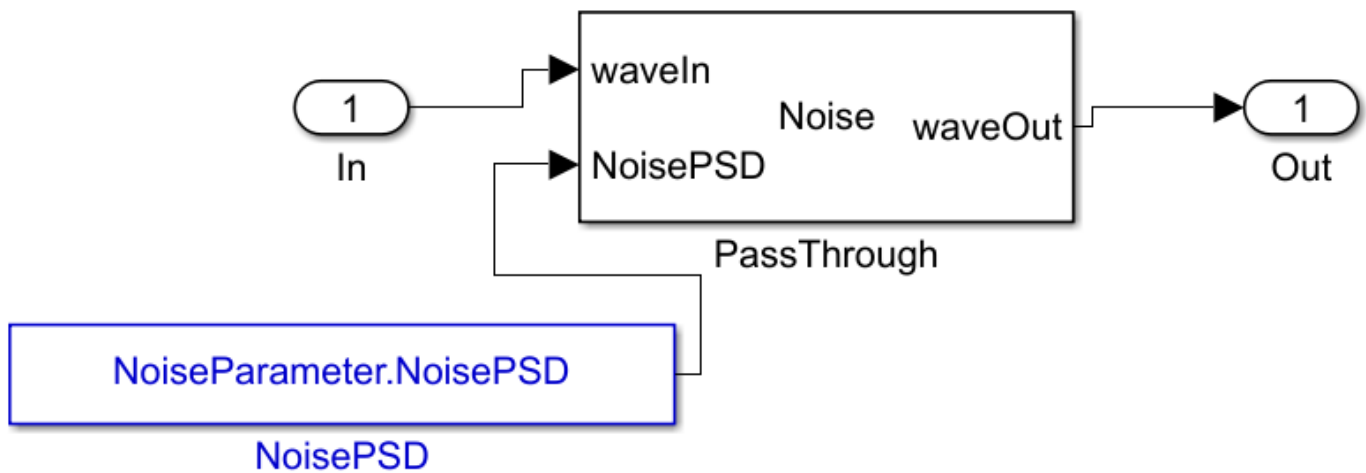 1
In
waveIn
NoisePSD
Noise
waveOut
PassThrough
1
Out
NoiseParameter.NoisePSD
NoisePSD